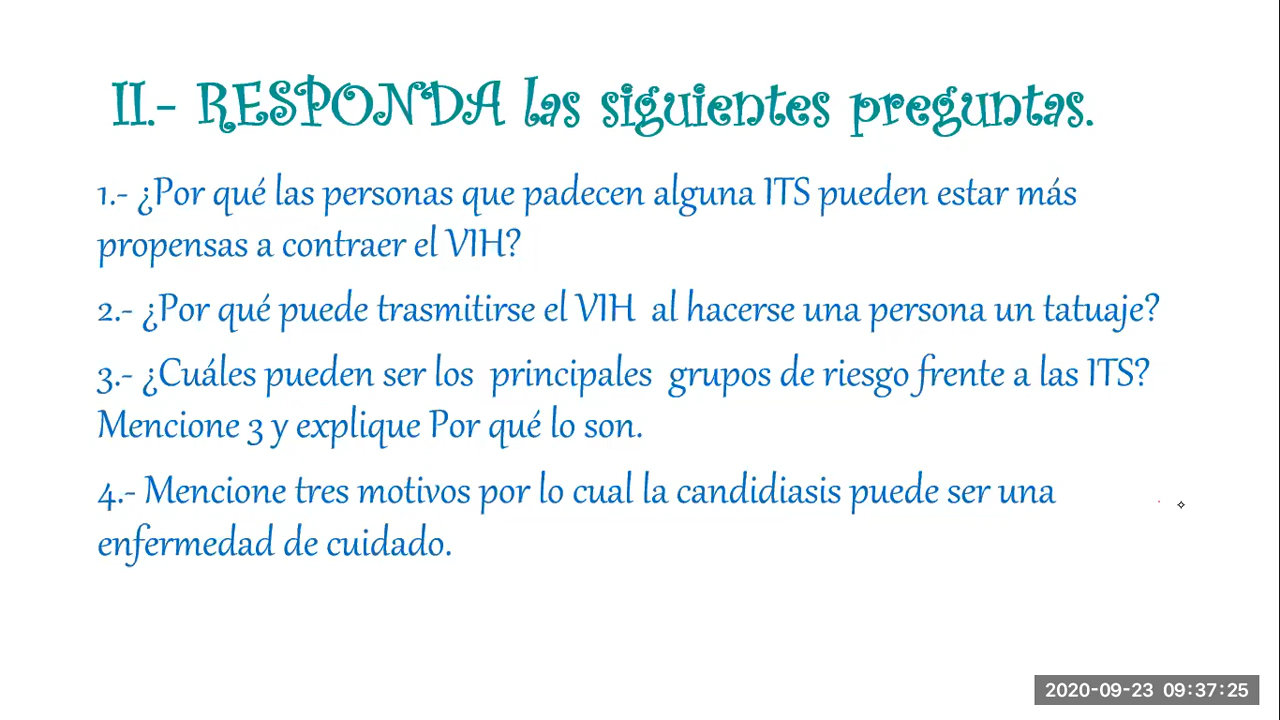 II.- RESPONDA las siguientes preguntas.
1.- ¿Por qué las personas que padecen alguna ITS pueden estar más
propensas a contraer el VIH?
2.- ¿Por qué puede trasmitirse el VIH al hacerse una persona un tatuaje?
3.- ¿Cuáles pueden ser los principales grupos de riesgo frente a las ITS?
Mencione 3 y explique Por qué lo son.
4.- Mencione tres motivos por lo cual la candidiasis puede ser una
enfermedad de cuidado.
2020-09-23 09:37:25